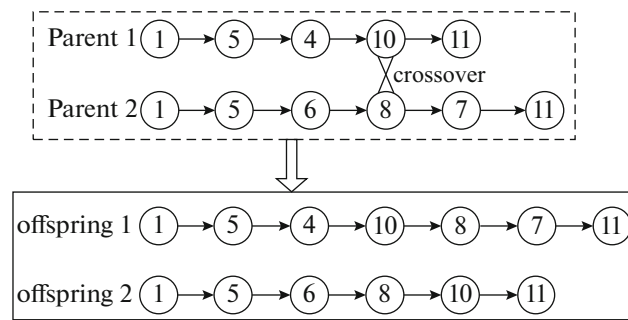 Parent 1 1 5 4 10 11
crossover
Parent 2 1 5 6 8 7 11
offspring 1 1 5 4 10 8 7 11
offspring 2 1 5 6 8 10 11